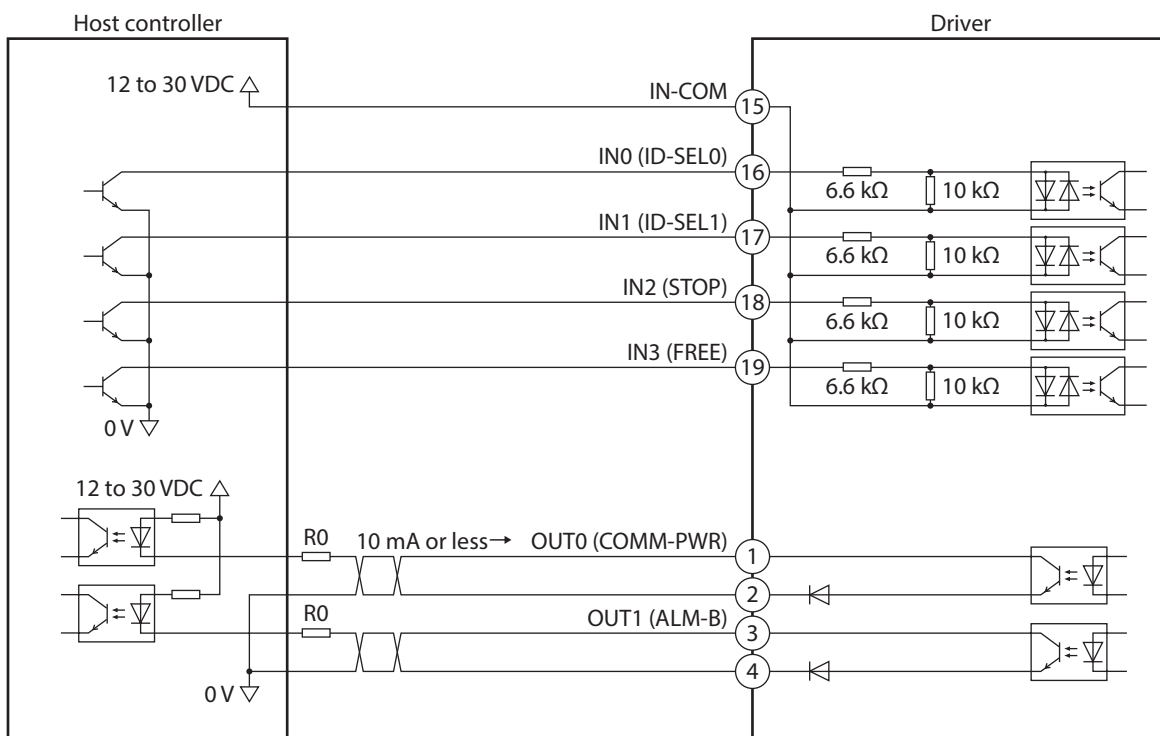 Host controller
Driver
12 to 30 VDC
IN-COM
15
IN0 (ID-SEL0)
16
6.6 kΩ
10 kΩ
IN1 (ID-SEL1)
17
6.6 kΩ
10 kΩ
IN2 (STOP)
18
6.6 kΩ
10 kΩ
IN3 (FREE)
19
6.6 kΩ
10 kΩ
0 V
12 to 30 VDC
R0
10 mA or less
OUT0 (COMM-PWR)
1
2
R0
OUT1 (ALM-B)
3
4
0 V